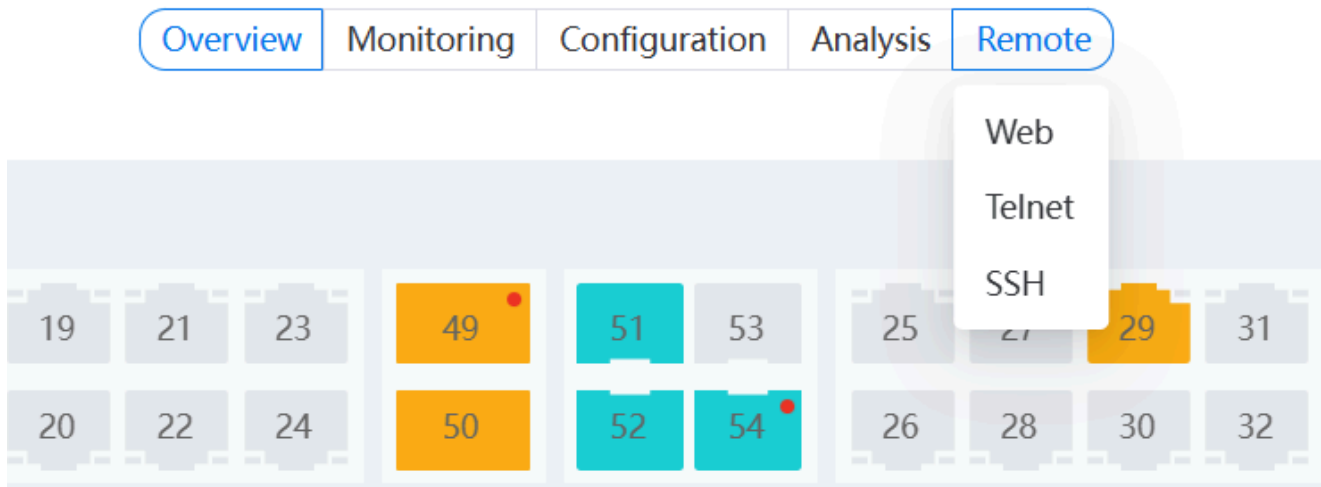 Overview Monitoring Configuration Analysis Remote
Web
Telnet
SSH
19 21 23 49 51 53 25 27 29 31
20 22 24 50 52 54 26 28 30 32